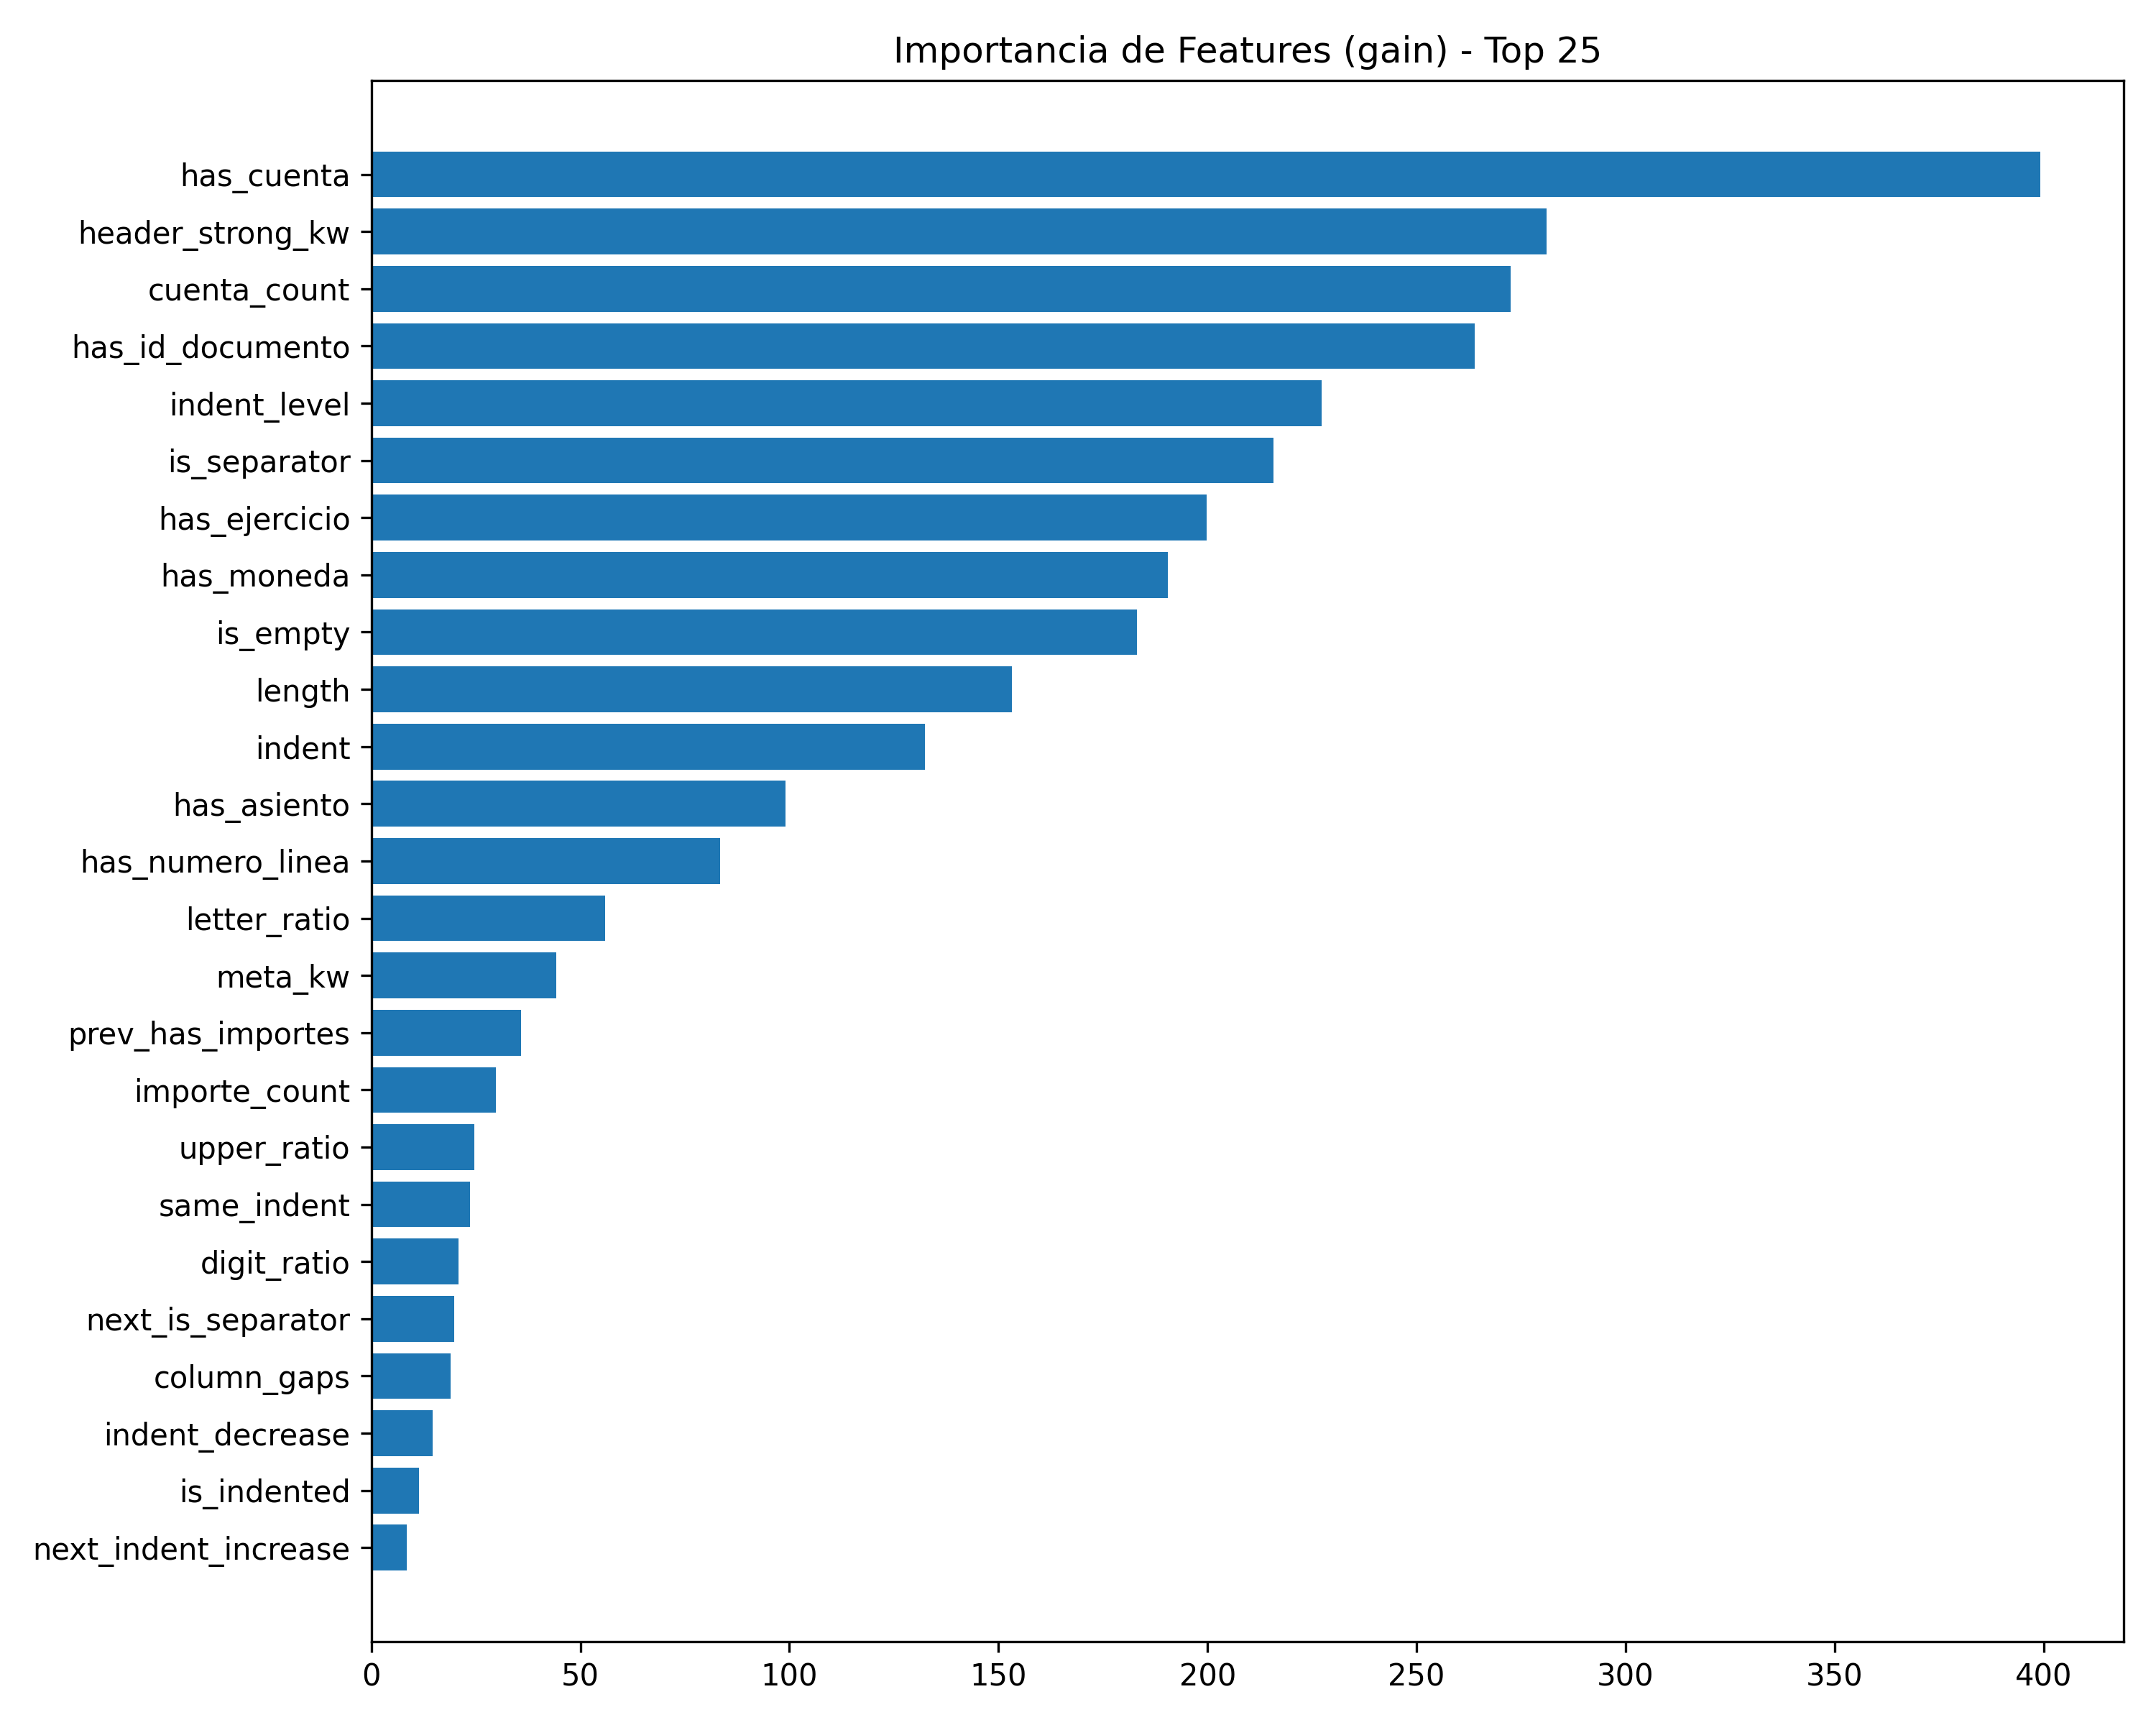 Importancia de Features (gain) - Top 25
has_cuenta
header_strong_kw
cuenta_count
has_id_documento
indent_level
is_separator
has_ejercicio
has_moneda
is_empty
length
indent
has_asiento
has_numero_linea
letter_ratio
meta_kw
prev_has_importes
importe_count
upper_ratio
same_indent
digit_ratio
next_is_separator
column_gaps
indent_decrease
is_indented
next_indent_increase
0 50 100 150 200 250 300 350 400